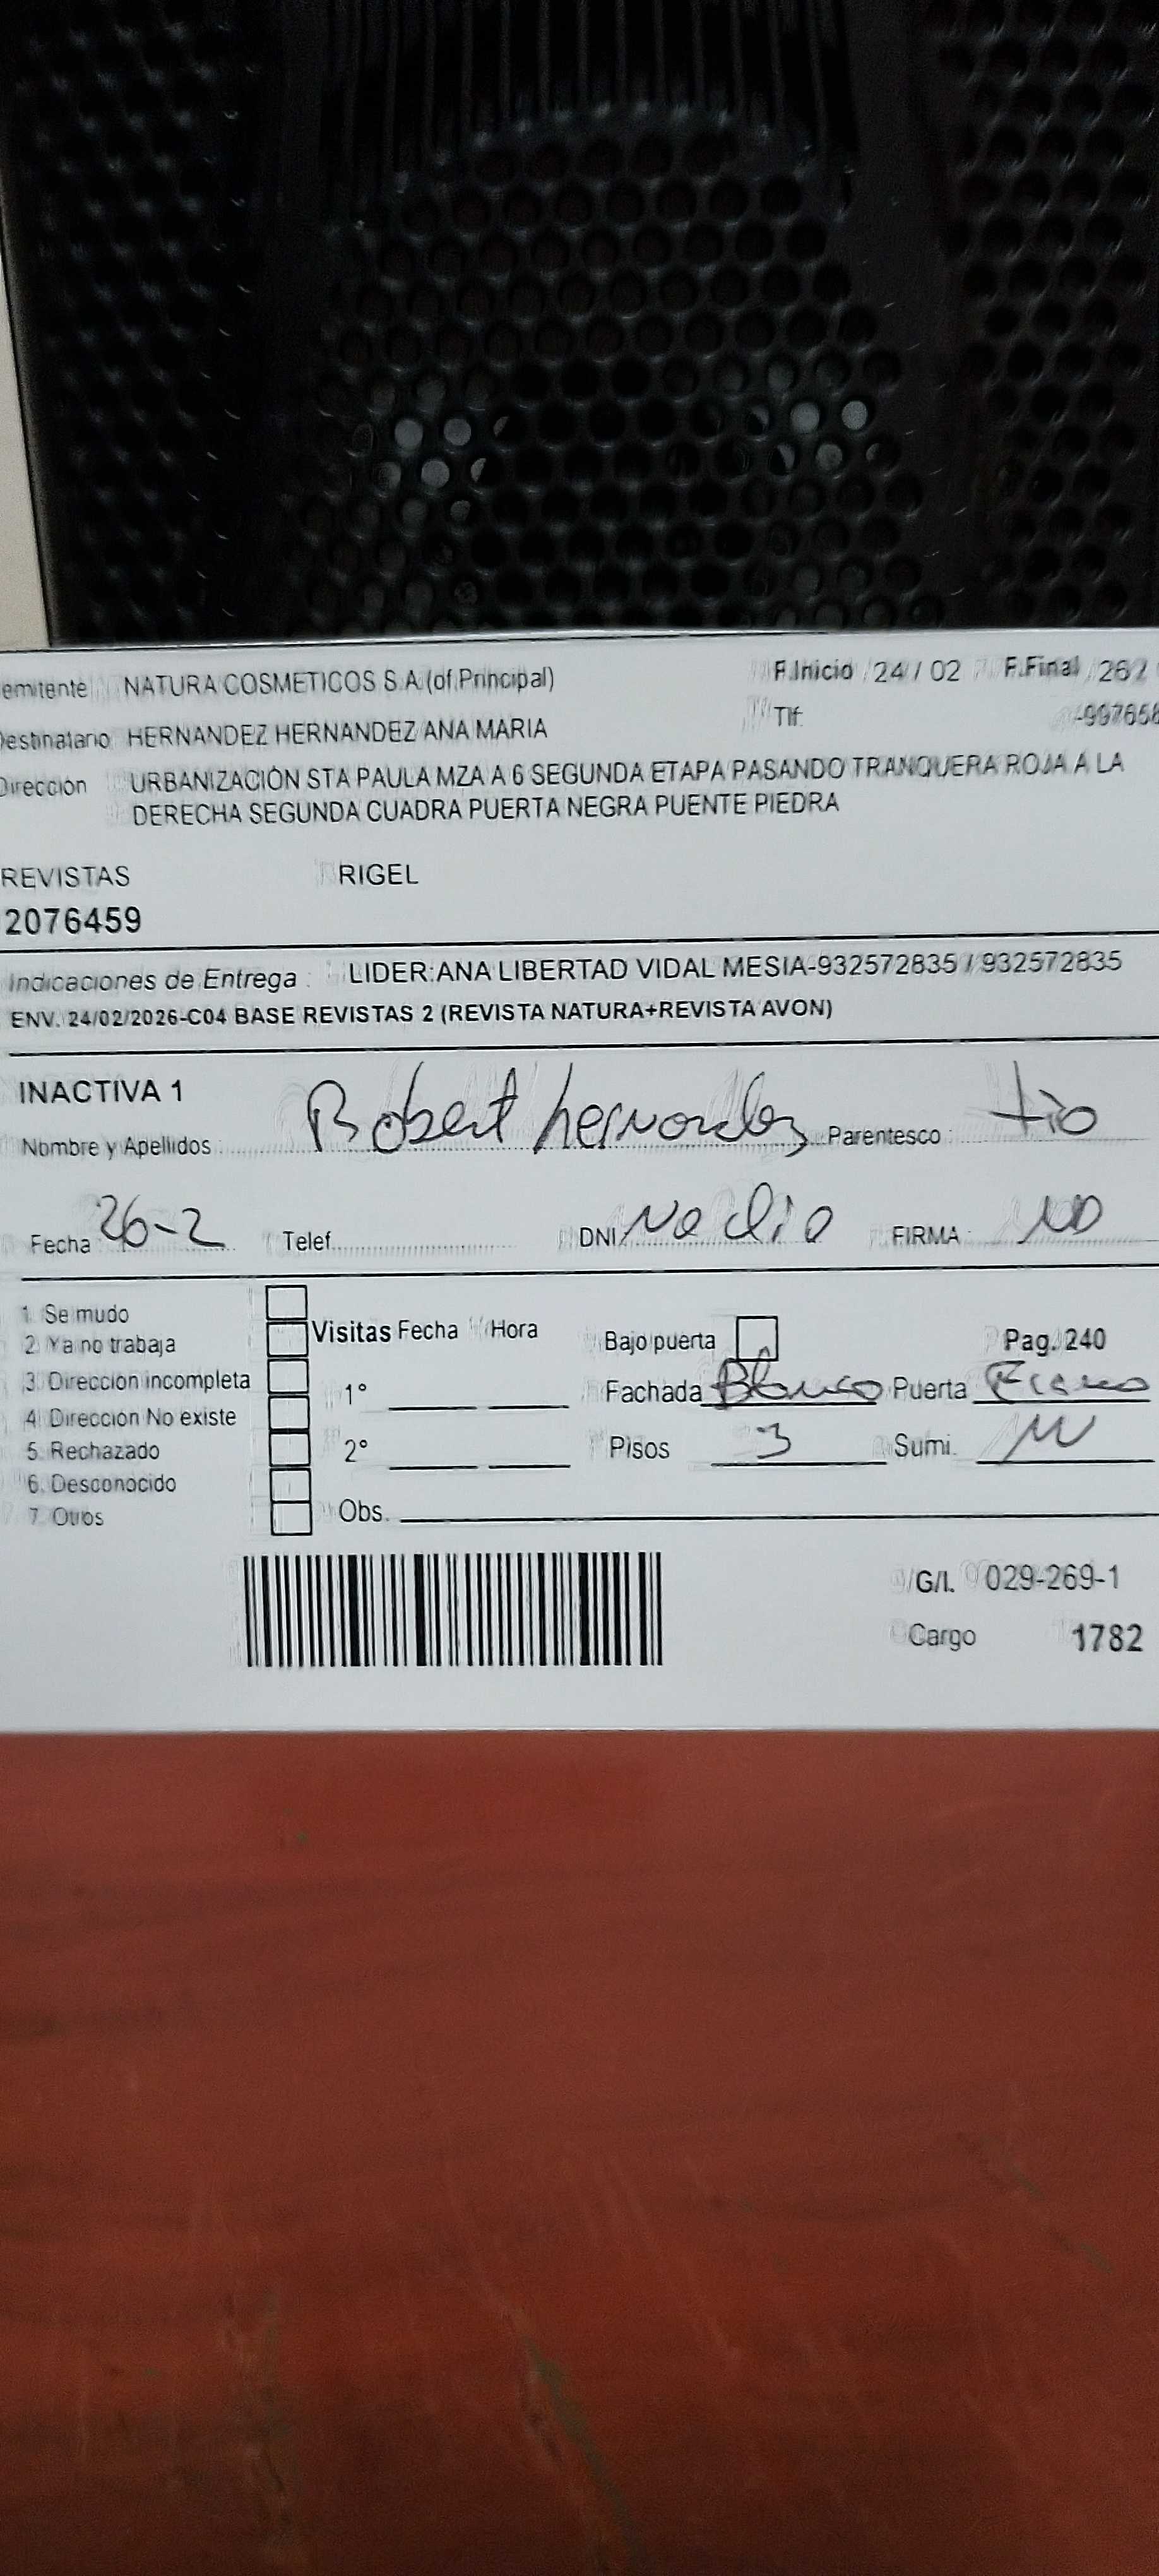 emitente NATURA COSMETICOS S.A.(of.Principal) F.Inicio 24 / 02 F.Final 26/
Destinatario HERNANDEZ HERNANDEZ ANA MARIA Tlf: -997658
Dirección URBANIZACIÓN STA PAULA MZA A 6 SEGUNDA ETAPA PASANDO TRANQUERA ROJA A LA
DERECHA SEGUNDA CUADRA PUERTA NEGRA PUENTE PIEDRA
REVISTAS RIGEL
2076459
Indicaciones de Entrega : LIDER:ANA LIBERTAD VIDAL MESIA-932572835 / 932572835
ENV. 24/02/2026-C04 BASE REVISTAS 2 (REVISTA NATURA+REVISTA AVON)
INACTIVA 1
Nombre y Apellidos Robert hernandez Parentesco tio
Fecha 26-2 Telef. DNI No dio FIRMA :
1. Se mudo
2. Ya no trabaja
3. Dirección incompleta
4. Dirección No existe
5. Rechazado
6. Desconocido
7. Otros
Visitas Fecha Hora
1°
2°
Obs.
Bajo puerta Pag. 240
Fachada Blanco Puerta
Pisos 3 Sumi.
G/I. 029-269-1
Cargo 1782